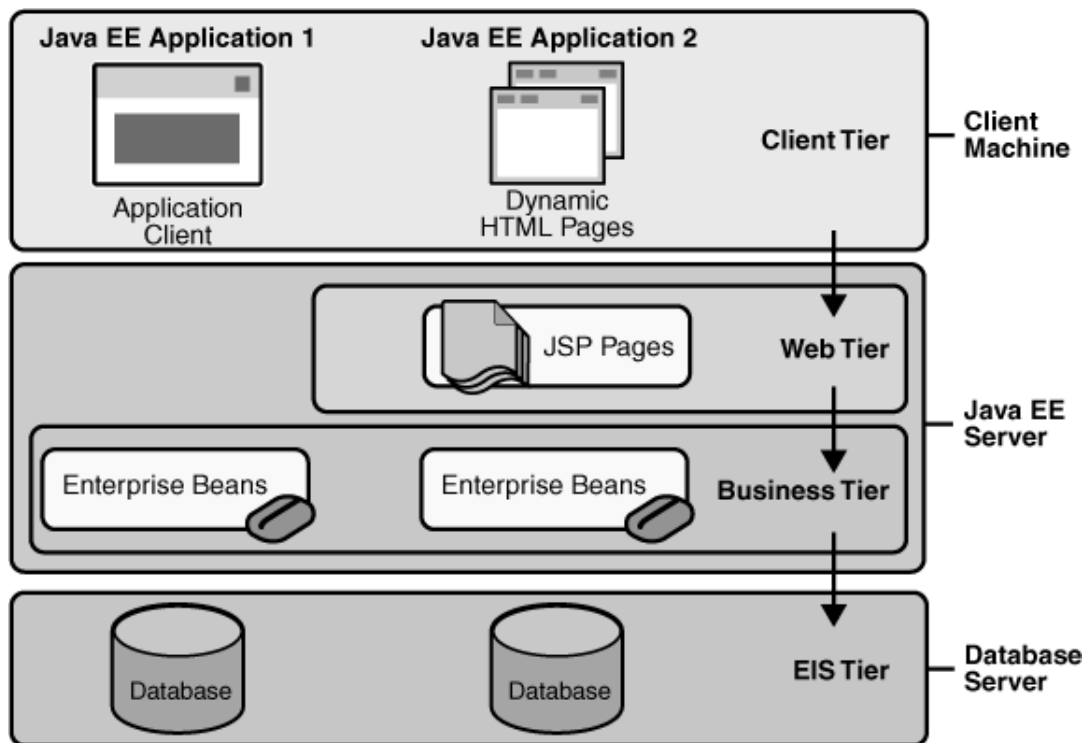 Java EE Application 1
Java EE Application 2
Application
Client
Dynamic
HTML Pages
Client Tier
Client
Machine
JSP Pages
Web Tier
Java EE
Server
Enterprise Beans
Enterprise Beans
Business Tier
Database
Database
EIS Tier
Database
Server